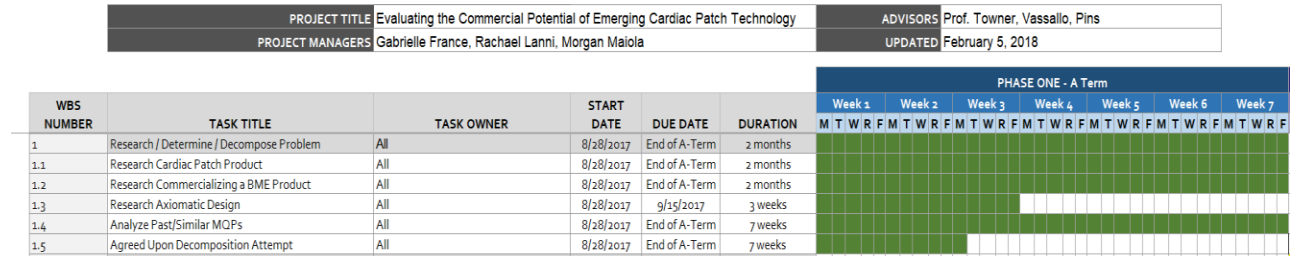 PROJECT TITLE Evaluating the Commercial Potential of Emerging Cardiac Patch Technology ADVISORS Prof. Towner, Vassallo, Pins
PROJECT MANAGERS Gabrielle France, Rachael Lanni, Morgan Maiola UPDATED February 5, 2018
PHASE ONE - A Term
WBS START Week 1 Week 2 Week 3 Week 4 Week 5 Week 6 Week 7
NUMBER TASK TITLE TASK OWNER DATE DUE DATE DURATION M T W R F M T W R F M T W R F M T W R F M T W R F M T W R F M T W R F
1 Research / Determine / Decompose Problem All 8/28/2017 End of A-Term 2 months
1.1 Research Cardiac Patch Product All 8/28/2017 End of A-Term 2 months
1.2 Research Commercializing a BME Product All 8/28/2017 End of A-Term 2 months
1.3 Research Axiomatic Design All 8/28/2017 9/15/2017 3 weeks
1.4 Analyze Past/Similar MQPs All 8/28/2017 End of A-Term 7 weeks
1.5 Agreed Upon Decomposition Attempt All 8/28/2017 End of A-Term 7 weeks